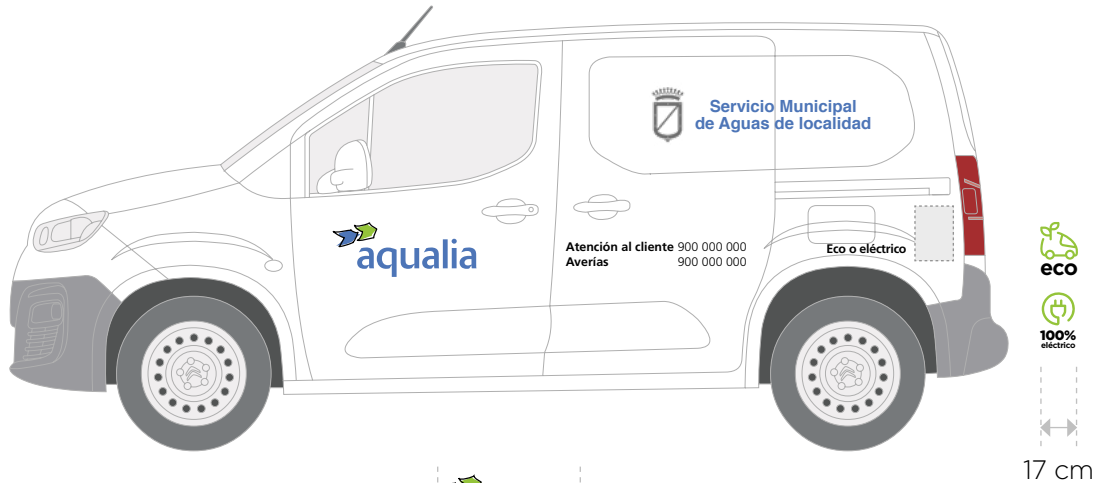 Servicio Municipal
de Aguas de localidad
aqualia
Atención al cliente 900 000 000
Averías 900 000 000
Eco o eléctrico
eco
100%
eléctrico
17 cm